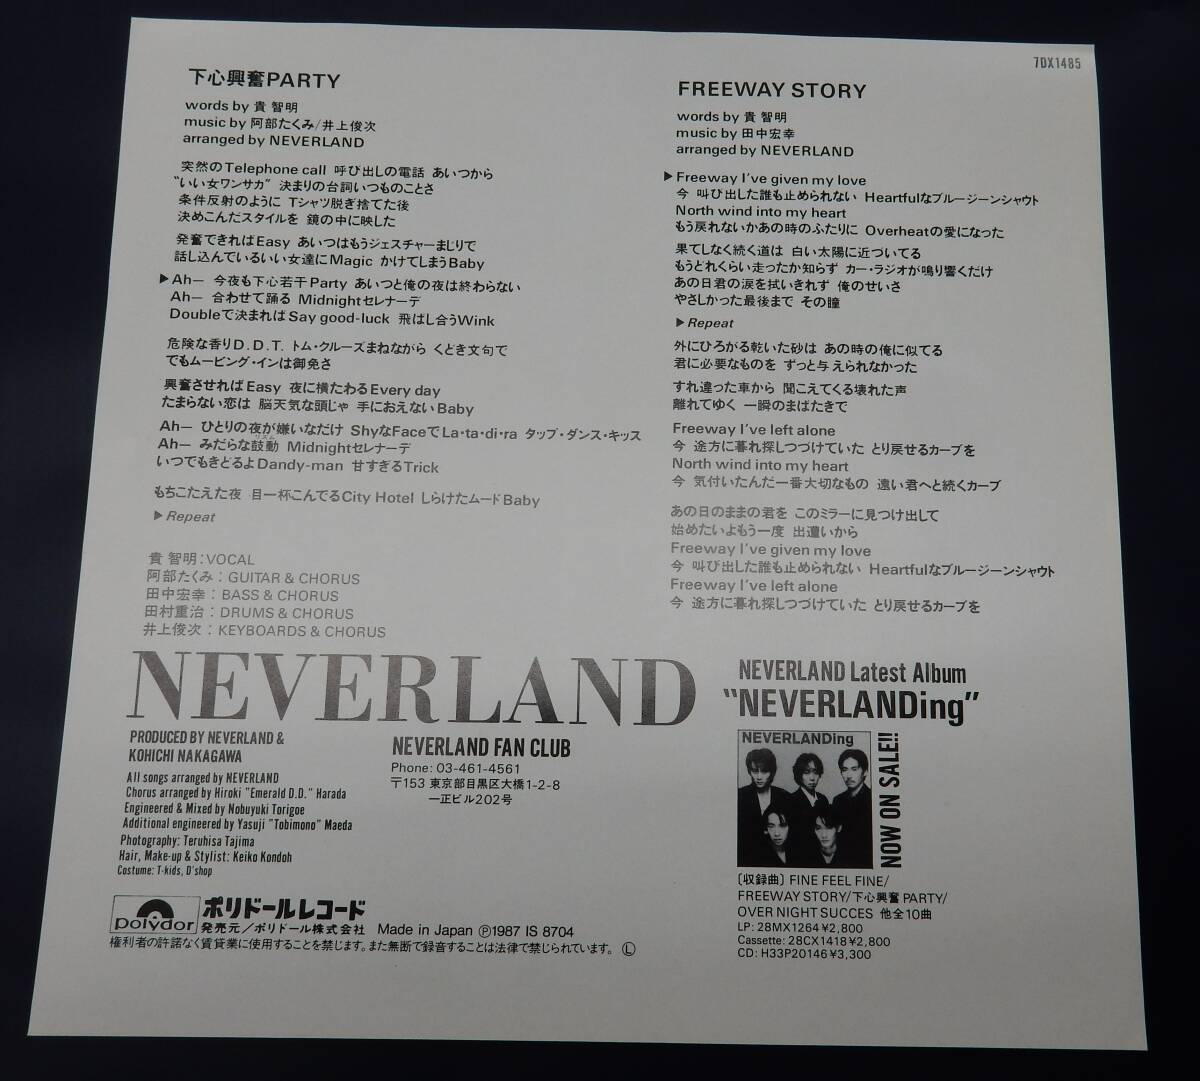 7DX1485
下心興奮PARTY
words by 貴 智明
music by 阿部たくみ/井上俊次
arranged by NEVERLAND
突然のTelephone call 呼び出しの電話 あいつから
“いい女ワンサカ” 決まりの台詞いつものことさ
条件反射のように Tシャツ脱ぎ捨てた後
決めこんだスタイルを 鏡の中に映した
発奮できればEasy あいつはもうジェスチャーまじりで
話し込んでいるいい女達にMagic かけてしまうBaby
▶Ah— 今夜も下心若干Party あいつと俺の夜は終わらない
Ah— 合わせて踊る Midnightセレナーデ
Doubleで決まればSay good-luck 飛ばし合うWink
危険な香りD.D.T. トム・クルーズまねながら くどき文句で
でもムービング・インは御免さ
興奮させればEasy 夜に横たわるEvery day
たまらない恋は 脳天気な頭じゃ 手におえないBaby
Ah— ひとりの夜が嫌いなだけ ShyなFaceでLa・ta・di・ra タップ・ダンス・キッス
Ah— みだらな鼓動 Midnightセレナーデ
いつでもきどるよDandy-man 甘すぎるTrick
もちこたえた夜 目一杯こんでるCity Hotel しらけたムードBaby
▶Repeat
貴 智明:VOCAL
阿部たくみ:GUITAR & CHORUS
田中宏幸:BASS & CHORUS
田村重治:DRUMS & CHORUS
井上俊次:KEYBOARDS & CHORUS
FREEWAY STORY
words by 貴 智明
music by 田中宏幸
arranged by NEVERLAND
▶Freeway I've given my love
今 叫び出した誰も止められない Heartfulなブルージーンシャウト
North wind into my heart
もう戻れないかあの時のふたりに Overheatの愛になった
果てしなく続く道は 白い太陽に近づいてる
もうどれくらい走ったか知らず カー・ラジオが鳴り響くだけ
あの日君の涙を拭いきれず 俺のせいさ
やさしかった最後まで その瞳
▶Repeat
外にひろがる乾いた砂は あの時の俺に似てる
君に必要なものを ずっと与えられなかった
すれ違った車から 聞こえてくる壊れた声
離れてゆく 一瞬のまばたきで
Freeway I've left alone
今 途方に暮れ探しつづけていた とり戻せるカーブを
North wind into my heart
今 気付いたんだ一番大切なもの 遠い君へと続くカーブ
あの日のままの君を このミラーに見つけ出して
始めたいよもう一度 出遭いから
Freeway I've given my love
今 叫び出した誰も止められない Heartfulなブルージーンシャウト
Freeway I've left alone
今 途方に暮れ探しつづけていた とり戻せるカーブを
NEVERLAND
PRODUCED BY NEVERLAND &
KOHICHI NAKAGAWA
All songs arranged by NEVERLAND
Chorus arranged by Hiroki "Emerald D.D." Harada
Engineered & Mixed by Nobuyuki Torigoe
Additional engineered by Yasuji "Tobimono" Maeda
Photography: Teruhisa Tajima
Hair, Make-up & Stylist: Keiko Kondoh
Costume: T-kids, D'shop
NEVERLAND FAN CLUB
Phone: 03-461-4561
〒153 東京都目黒区大橋1-2-8
一正ビル202号
NEVERLAND Latest Album
“NEVERLANDing”
NEVERLANDing
NOW ON SALE!!
〔収録曲〕FINE FEEL FINE/
FREEWAY STORY/下心興奮PARTY/
OVER NIGHT SUCCES 他全10曲
LP: 28MX1264 ¥2,800
Cassette: 28CX1418 ¥2,800
CD: H33P20146 ¥3,300
polydor
ポリドールレコード
発売元/ポリドール株式会社 Made in Japan Ⓟ1987 IS 8704
権利者の許諾なく賃貸業に使用することを禁じます。また無断で録音することは法律で禁じられています。 Ⓛ